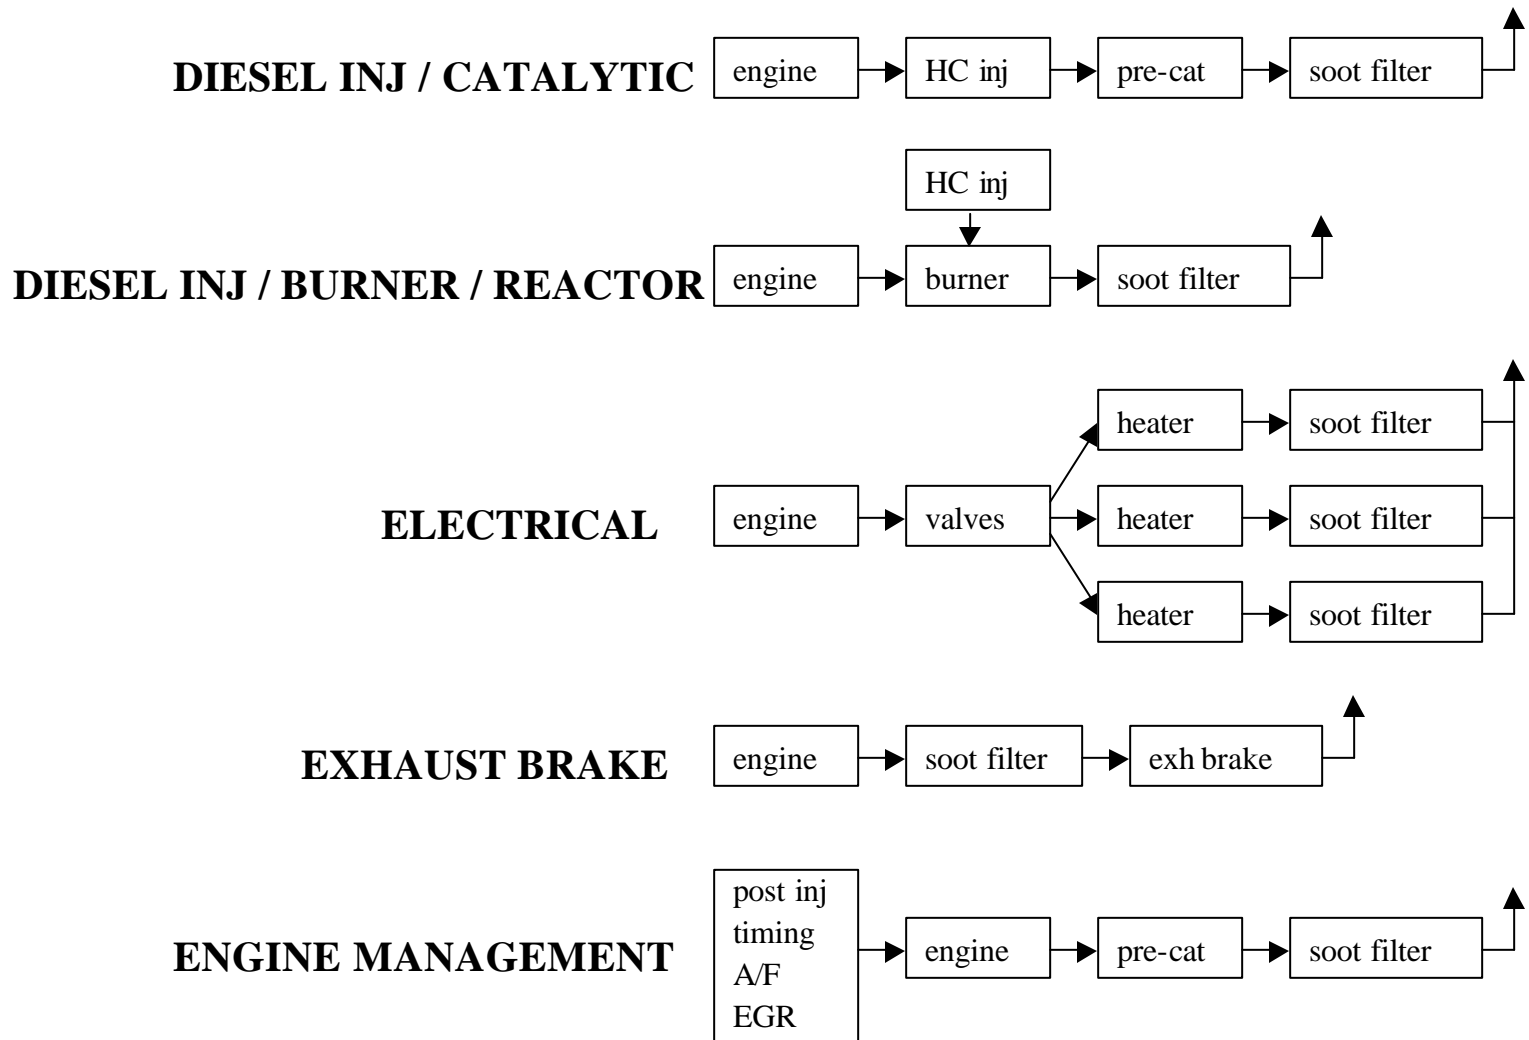 DIESEL INJ / CATALYTIC engine HC inj pre-cat soot filter
HC inj
DIESEL INJ / BURNER / REACTOR engine burner soot filter
heater soot filter
ELECTRICAL engine valves heater soot filter
heater soot filter
EXHAUST BRAKE engine soot filter exh brake
post inj
timing
ENGINE MANAGEMENT engine pre-cat soot filter
A/F
EGR